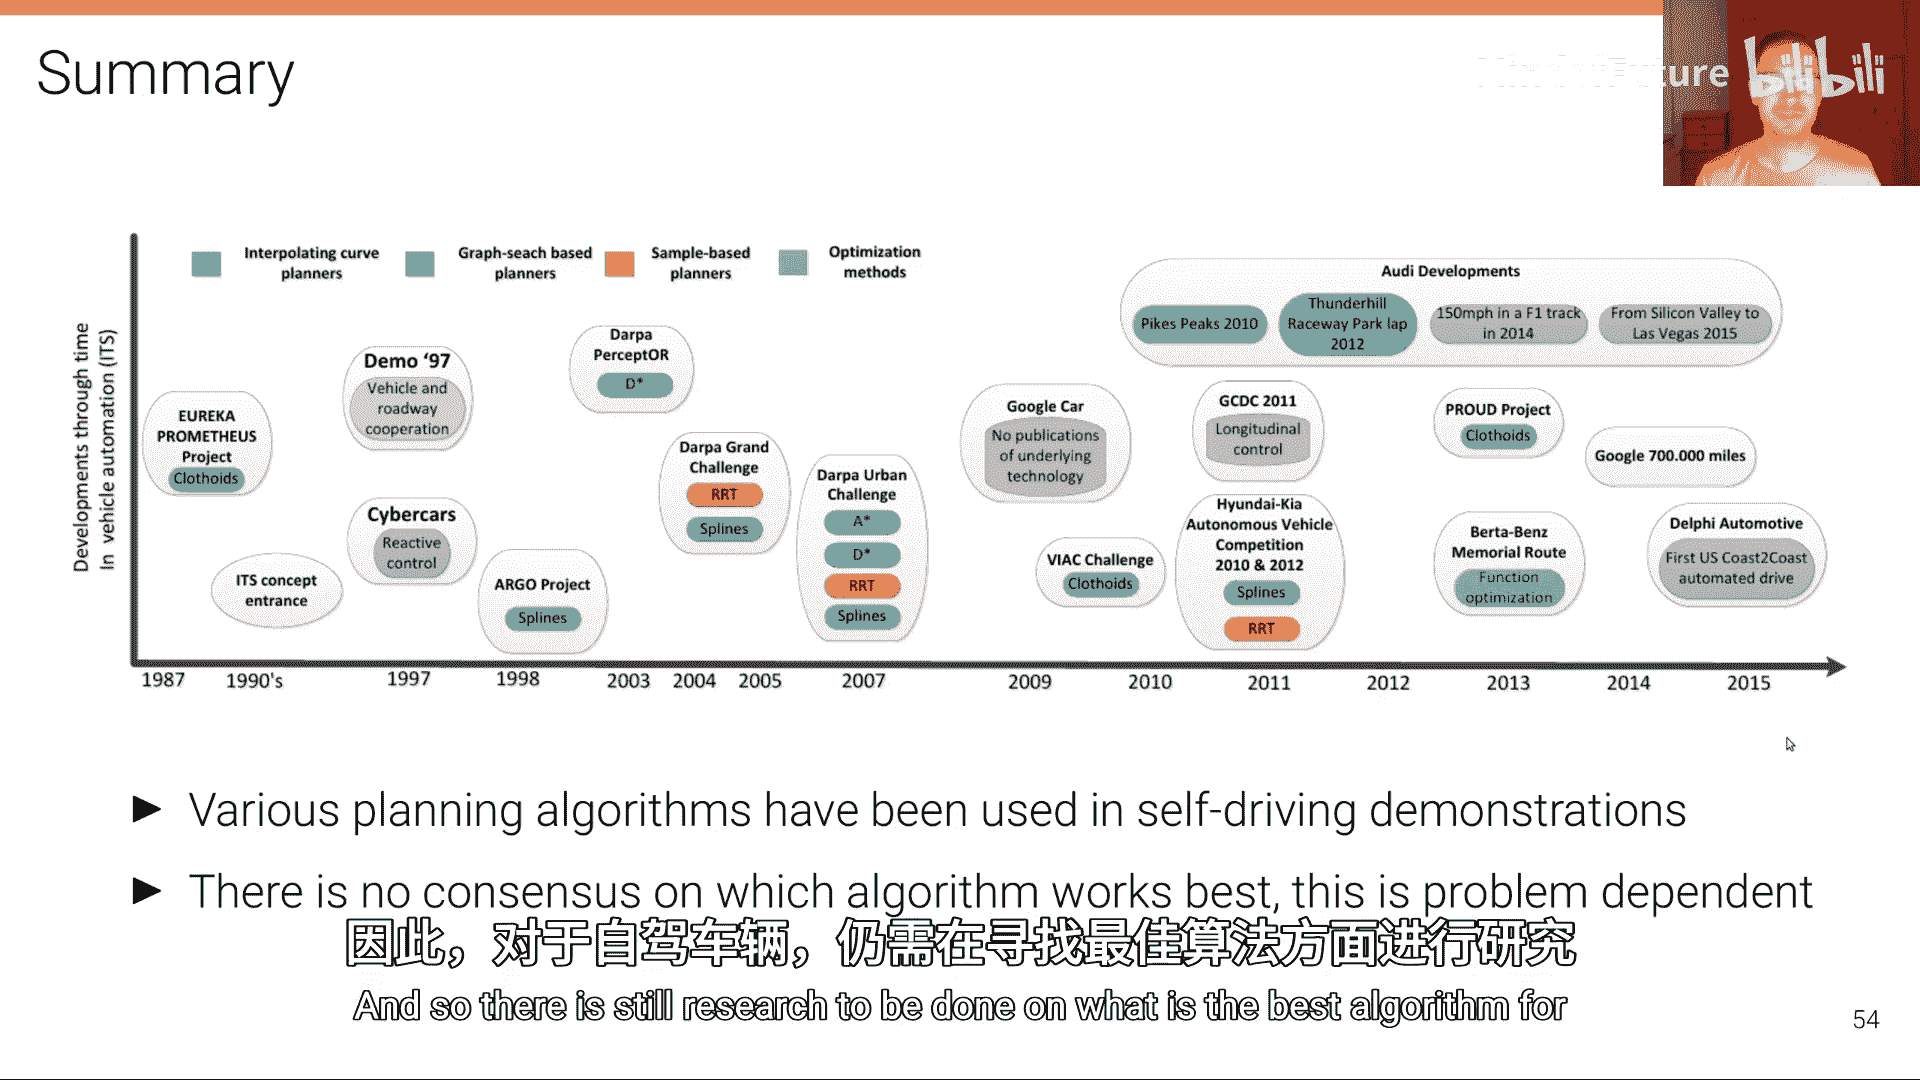 Summary
ture
bilibili
Interpolating curve
planners
Graph-seach based
planners
Sample-based
planners
Optimization
methods
Developments through time
In vehicle automation (ITS)
EUREKA
PROMETHEUS
Project
Clothoids
ITS concept
entrance
Demo ‘97
Vehicle and
roadway
cooperation
Cybercars
Reactive
control
ARGO Project
Splines
Darpa
PerceptOR
D*
Darpa Grand
Challenge
RRT
Splines
Darpa Urban
Challenge
A*
D*
RRT
Splines
Google Car
No publications
of underlying
technology
VIAC Challenge
Clothoids
Audi Developments
Pikes Peaks 2010
Thunderhill
Raceway Park lap
2012
150mph in a F1 track
in 2014
From Silicon Valley to
Las Vegas 2015
GCDC 2011
Longitudinal
control
Hyundai-Kia
Autonomous Vehicle
Competition
2010 & 2012
Splines
RRT
PROUD Project
Clothoids
Berta-Benz
Memorial Route
Function
optimization
Google 700.000 miles
Delphi Automotive
First US Coast2Coast
automated drive
1987 1990's 1997 1998 2003 2004 2005 2007 2009 2010 2011 2012 2013 2014 2015
► Various planning algorithms have been used in self-driving demonstrations
► There is no consensus on which algorithm works best, this is problem dependent
因此，对于自驾车辆，仍需在寻找最佳算法方面进行研究
And so there is still research to be done on what is the best algorithm for
54